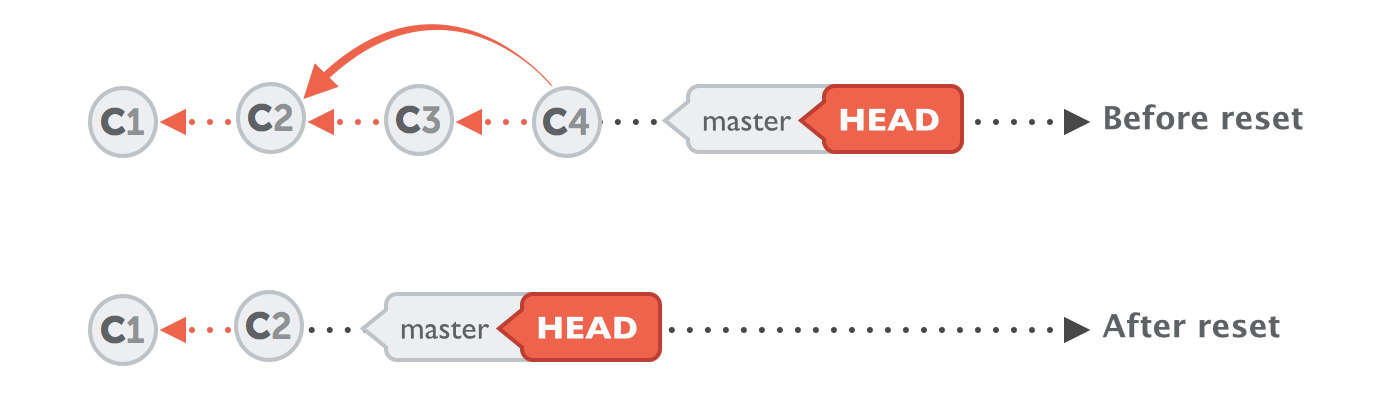 C1 C2 C3 C4 master HEAD Before reset
C1 C2 master HEAD After reset